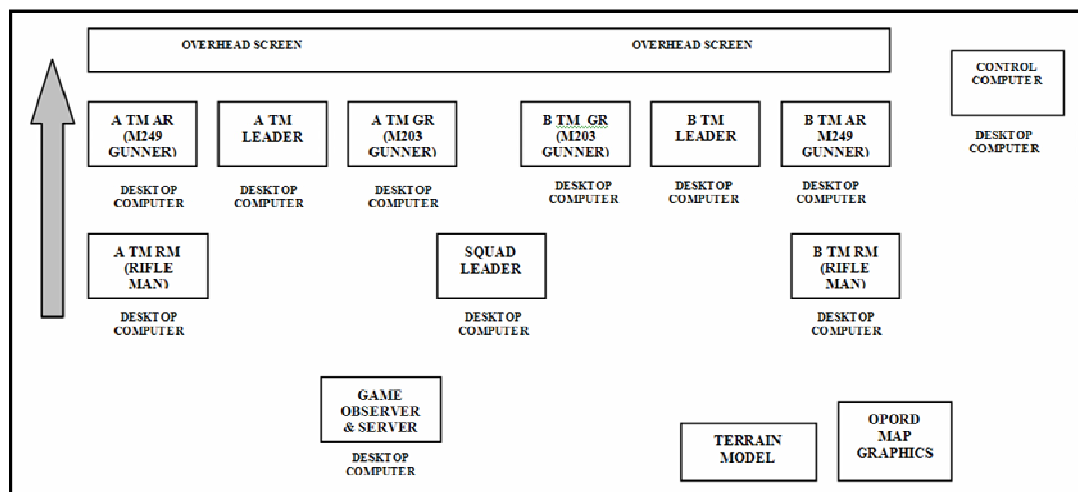 OVERHEAD SCREEN
OVERHEAD SCREEN
CONTROL
COMPUTER
DESKTOP
COMPUTER
A TM AR
(M249
GUNNER)
DESKTOP
COMPUTER
A TM
LEADER
DESKTOP
COMPUTER
A TM GR
(M203
GUNNER)
DESKTOP
COMPUTER
B TM GR
(M203
GUNNER)
DESKTOP
COMPUTER
B TM
LEADER
DESKTOP
COMPUTER
B TM AR
M249
GUNNER)
DESKTOP
COMPUTER
A TM RM
(RIFLE
MAN)
DESKTOP
COMPUTER
SQUAD
LEADER
DESKTOP
COMPUTER
B TM RM
(RIFLE
MAN)
DESKTOP
COMPUTER
GAME
OBSERVER
& SERVER
DESKTOP
COMPUTER
TERRAIN
MODEL
OPORD
MAP
GRAPHICS